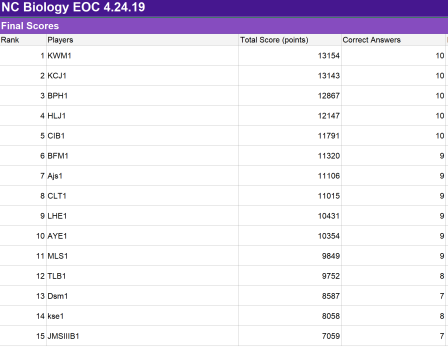 NC Biology EOC 4.24.19
Final Scores
Rank Players Total Score (points) Correct Answers
1 KWM1 13154 10
2 KCJ1 13143 10
3 BPH1 12867 10
4 HLJ1 12147 10
5 CIB1 11791 10
6 BFM1 11320 9
7 Ajs1 11106 9
8 CLT1 11015 9
9 LHE1 10431 9
10 AYE1 10354 9
11 MLS1 9849 9
12 TLB1 9752 8
13 Dsm1 8587 7
14 kse1 8058 8
15 JMSIIIB1 7059 7